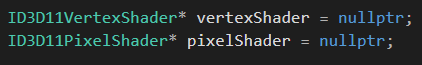 ID3D11VertexShader* vertexShader = nullptr;
ID3D11PixelShader* pixelShader = nullptr;